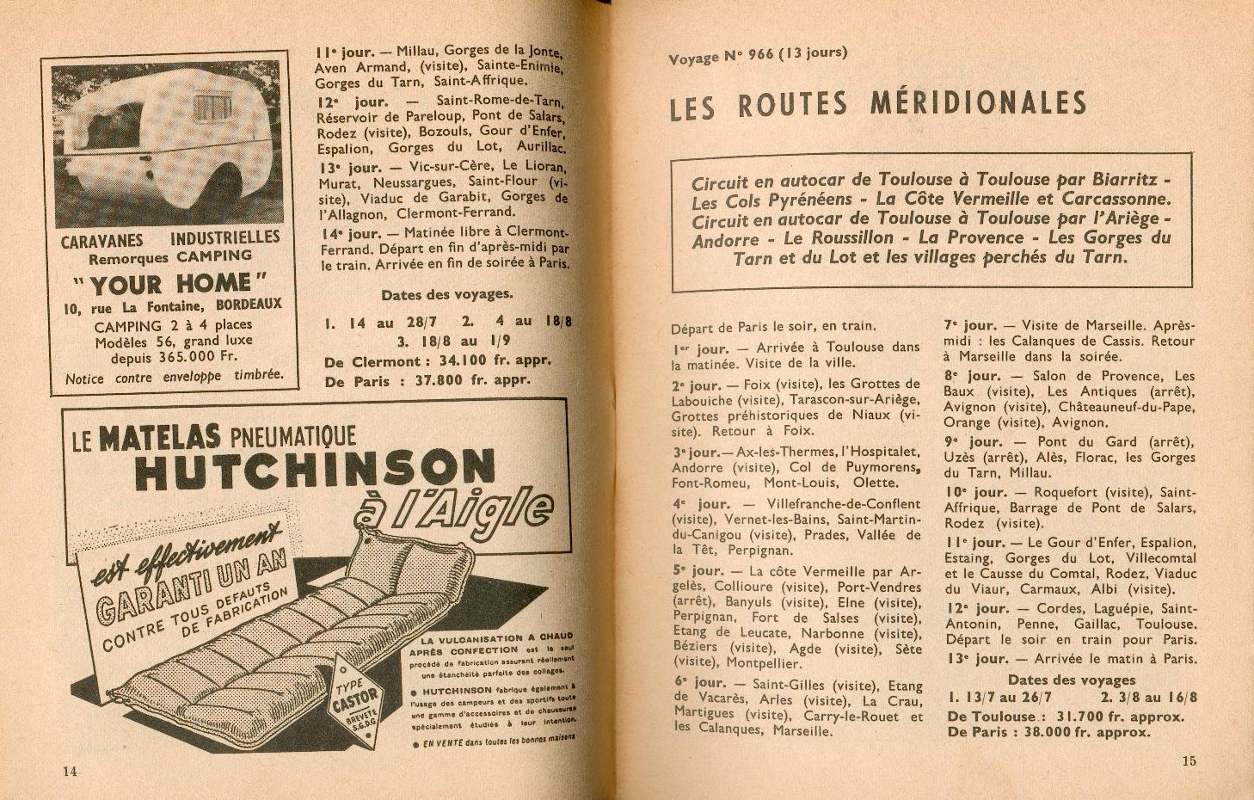 CARAVANES INDUSTRIELLES
Remorques CAMPING
"YOUR HOME"
10, rue La Fontaine, BORDEAUX
CAMPING 2 à 4 places
Modèles 56, grand luxe
depuis 365.000 Fr.
Notice contre enveloppe timbrée.
11e jour. — Millau, Gorges de la Jonte,
Aven Armand, (visite), Sainte-Enimie,
Gorges du Tarn, Saint-Affrique.
12e jour. — Saint-Rome-de-Tarn,
Réservoir de Pareloup, Pont de Salars,
Rodez (visite), Bozouls, Gour d'Enfer,
Espalion, Gorges du Lot, Aurillac.
13e jour. — Vic-sur-Cère, Le Lioran,
Murat, Neussargues, Saint-Flour (vi-
site), Viaduc de Garabit, Gorges de
l'Allagnon, Clermont-Ferrand.
14e jour. — Matinée libre à Clermont-
Ferrand. Départ en fin d'après-midi par
le train. Arrivée en fin de soirée à Paris.
Dates des voyages.
1. 14 au 28/7 2. 4 au 18/8
3. 18/8 au 1/9
De Clermont : 34.100 fr. appr.
De Paris : 37.800 fr. appr.
LE MATELAS PNEUMATIQUE
HUTCHINSON
à l'Aigle
est effectivement
GARANTI UN AN
CONTRE TOUS DEFAUTS
DE FABRICATION
TYPE
CASTOR
BREVETÉ
S.G.D.G
LA VULCANISATION A CHAUD
APRÈS CONFECTION est le seul
procédé de fabrication assurant réellement
une étanchéité parfaite des collages.
● HUTCHINSON fabrique également à
l'usage des campeurs et des sportifs toute
une gamme d'accessoires et de chaussures
spécialement étudiés à leur intention.
● EN VENTE dans toutes les bonnes maisons
14
Voyage N° 966 (13 jours)
LES ROUTES MÉRIDIONALES
Circuit en autocar de Toulouse à Toulouse par Biarritz -
Les Cols Pyrénéens - La Côte Vermeille et Carcassonne.
Circuit en autocar de Toulouse à Toulouse par l'Ariège -
Andorre - Le Roussillon - La Provence - Les Gorges du
Tarn et du Lot et les villages perchés du Tarn.
Départ de Paris le soir, en train.
1er jour. — Arrivée à Toulouse dans
la matinée. Visite de la ville.
2e jour. — Foix (visite), les Grottes de
Labouiche (visite), Tarascon-sur-Ariège,
Grottes préhistoriques de Niaux (vi-
site). Retour à Foix.
3e jour.—Ax-les-Thermes, l'Hospitalet,
Andorre (visite), Col de Puymorens,
Font-Romeu, Mont-Louis, Olette.
4e jour. — Villefranche-de-Conflent
(visite), Vernet-les-Bains, Saint-Martin-
du-Canigou (visite), Prades, Vallée de
la Têt, Perpignan.
5e jour. — La côte Vermeille par Ar-
gelès, Collioure (visite), Port-Vendres
(arrêt), Banyuls (visite), Elne (visite),
Perpignan, Fort de Salses (visite),
Etang de Leucate, Narbonne (visite),
Béziers (visite), Agde (visite), Sète
(visite), Montpellier.
6e jour. — Saint-Gilles (visite), Etang
de Vacarès, Arles (visite), La Crau,
Martigues (visite), Carry-le-Rouet et
les Calanques, Marseille.
7e jour. — Visite de Marseille. Après-
midi : les Calanques de Cassis. Retour
à Marseille dans la soirée.
8e jour. — Salon de Provence, Les
Baux (visite), Les Antiques (arrêt),
Avignon (visite), Châteauneuf-du-Pape,
Orange (visite), Avignon.
9e jour. — Pont du Gard (arrêt),
Uzès (arrêt), Alès, Florac, les Gorges
du Tarn, Millau.
10e jour. — Roquefort (visite), Saint-
Affrique, Barrage de Pont de Salars,
Rodez (visite).
11e jour. — Le Gour d'Enfer, Espalion,
Estaing, Gorges du Lot, Villecomtal
et le Causse du Comtal, Rodez, Viaduc
du Viaur, Carmaux, Albi (visite).
12e jour. — Cordes, Laguépie, Saint-
Antonin, Penne, Gaillac, Toulouse.
Départ le soir en train pour Paris.
13e jour. — Arrivée le matin à Paris.
Dates des voyages
1. 13/7 au 26/7 2. 3/8 au 16/8
De Toulouse : 31.700 fr. approx.
De Paris : 38.000 fr. approx.
15